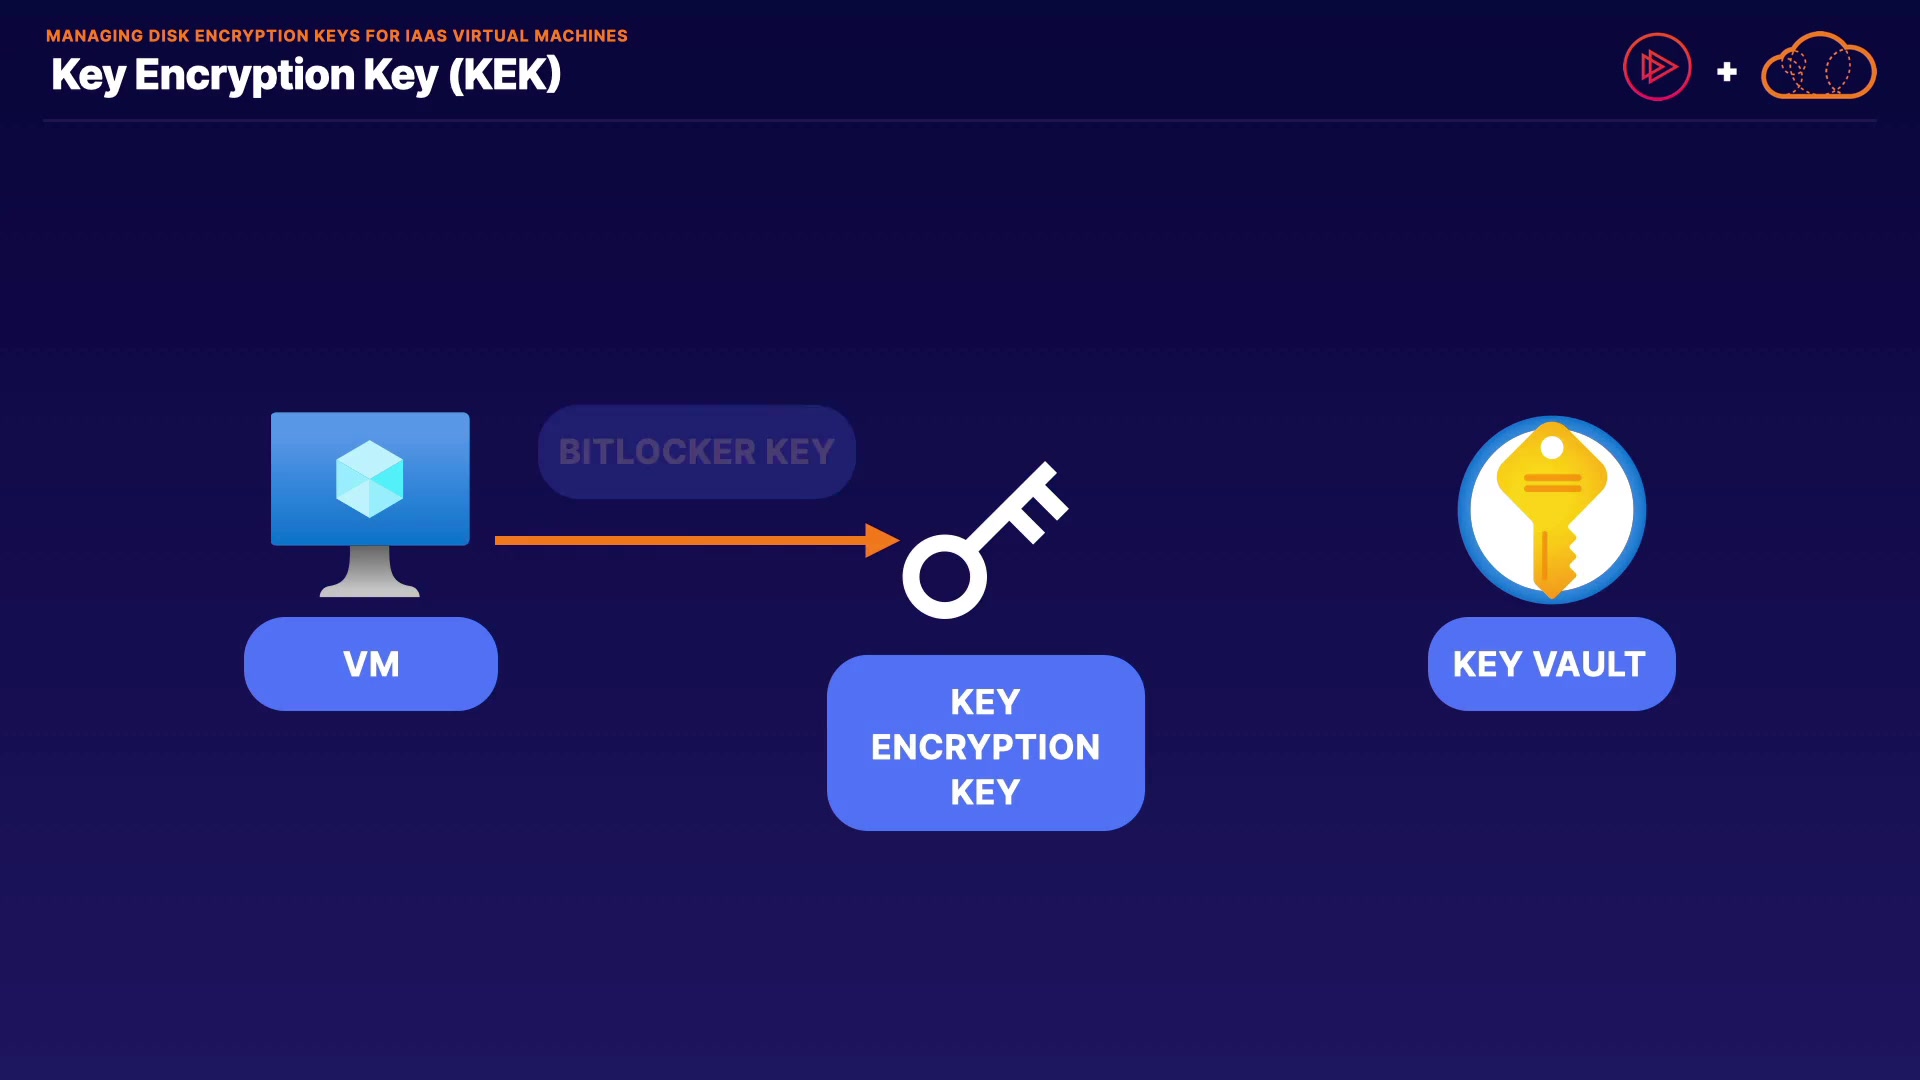 MANAGING DISK ENCRYPTION KEYS FOR IAAS VIRTUAL MACHINES
Key Encryption Key (KEK)
BITLOCKER KEY
VM
KEY
ENCRYPTION
KEY
KEY VAULT